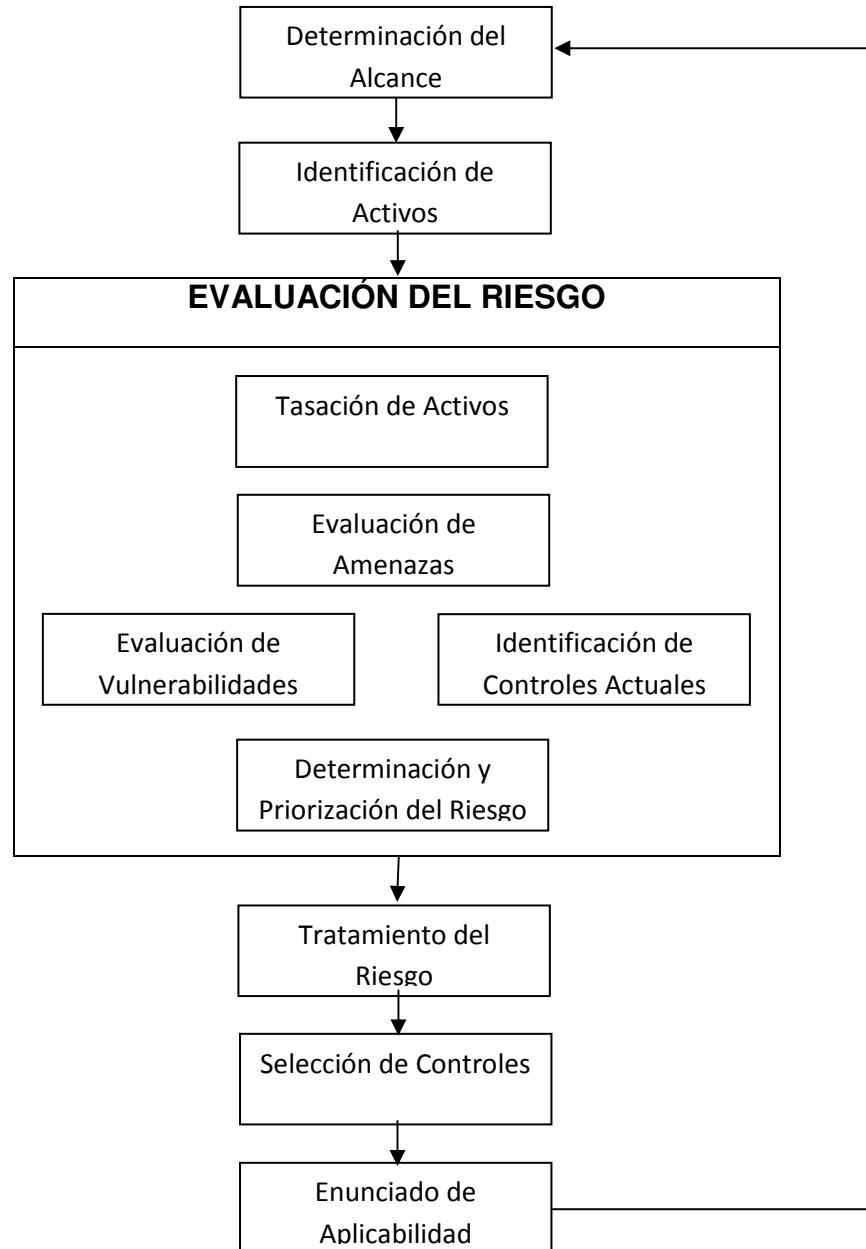 Determinación del
Alcance
Identificación de
Activos
EVALUACIÓN DEL RIESGO
Tasación de Activos
Evaluación de
Amenazas
Evaluación de
Vulnerabilidades
Identificación de
Controles Actuales
Determinación y
Priorización del Riesgo
Tratamiento del
Riesgo
Selección de Controles
Enunciado de
Aplicabilidad